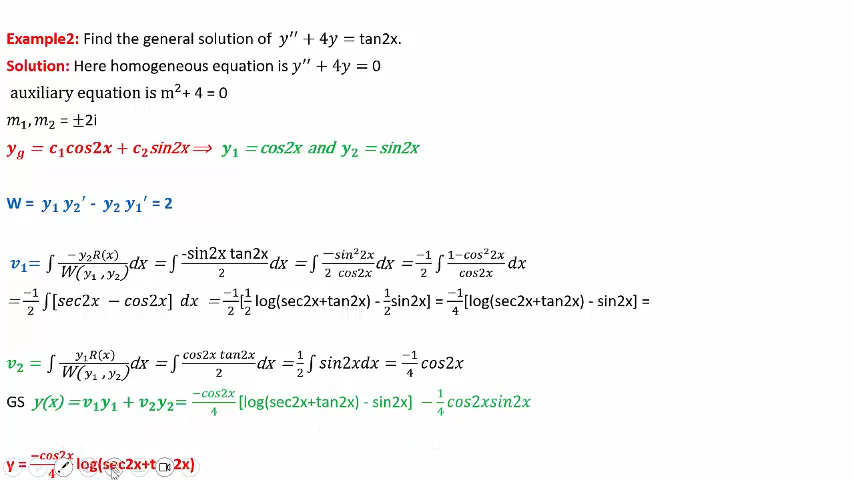 Example2: Find the general solution of y′′ + 4y = tan2x.
Solution: Here homogeneous equation is y′′ + 4y = 0
auxiliary equation is m²+ 4 = 0
m₁, m₂ = ±2i
y_g = c₁cos2x + c₂sin2x ⟹ y₁ = cos2x and y₂ = sin2x
W = y₁ y₂′ - y₂ y₁′ = 2
v₁= ∫ −y₂R(x)/W(y₁ ,y₂) dx = ∫ -sin2x tan2x/2 dx = ∫ −sin²2x/2 cos2x dx = −1/2 ∫ 1−cos²2x/cos2x dx
= −1/2 ∫[sec2x − cos2x] dx = −1/2[1/2 log(sec2x+tan2x) - 1/2 sin2x] = −1/4[log(sec2x+tan2x) - sin2x] =
v₂ = ∫ y₁R(x)/W(y₁ ,y₂) dx = ∫ cos2x tan2x/2 dx = 1/2 ∫ sin2xdx = −1/4 cos2x
GS y(x) =v₁y₁ + v₂y₂= −cos2x/4 [log(sec2x+tan2x) - sin2x] − 1/4 cos2xsin2x
y = −cos2x/4 log(sec2x+t 2x)